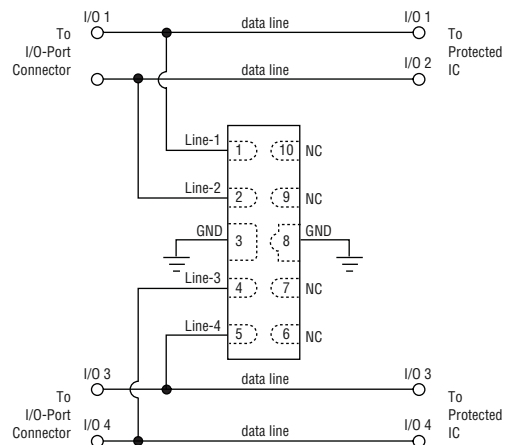 I/O 1
data line
I/O 1
To
I/O-Port
Connector
To
Protected
IC
data line
I/O 2
Line-1
1
10
NC
Line-2
2
9
NC
GND
3
8
GND
Line-3
4
7
NC
Line-4
5
6
NC
I/O 3
data line
I/O 3
To
I/O-Port
Connector
To
Protected
IC
I/O 4
data line
I/O 4